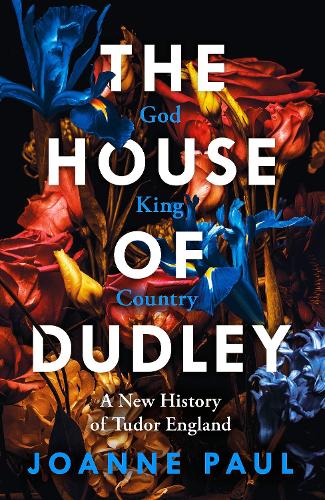 THE
God
HOUSE
King
OF
Country
DUDLEY
A New History
of Tudor England
JOANNE PAUL